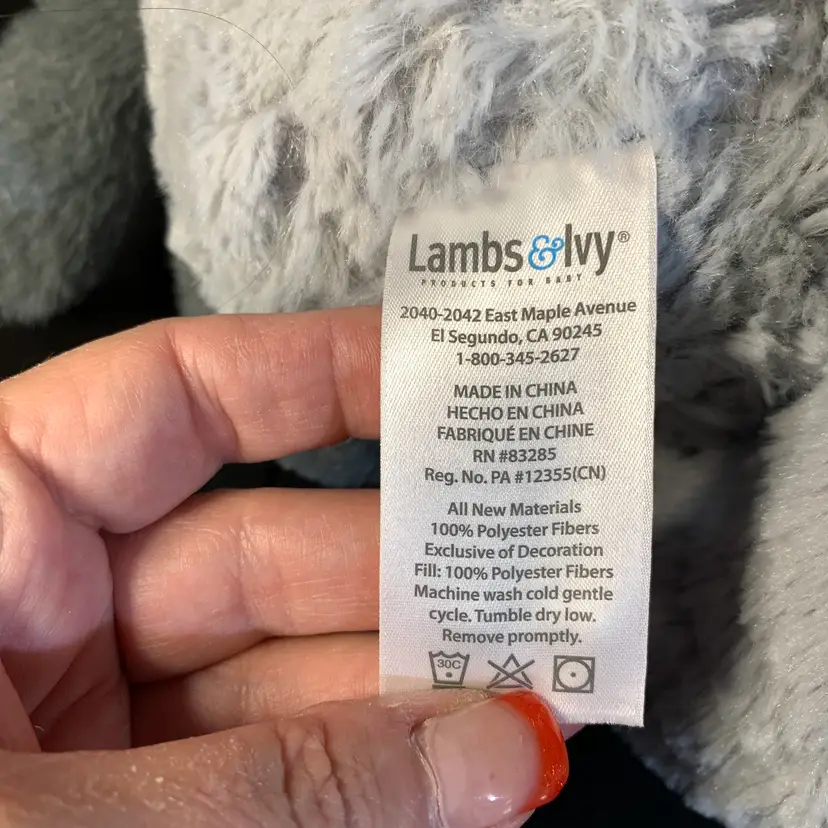 Lambs&Ivy®
PRODUCTS FOR BABY
2040-2042 East Maple Avenue
El Segundo, CA 90245
1-800-345-2627
MADE IN CHINA
HECHO EN CHINA
FABRIQUÉ EN CHINE
RN #83285
Reg. No. PA #12355(CN)
All New Materials
100% Polyester Fibers
Exclusive of Decoration
Fill: 100% Polyester Fibers
Machine wash cold gentle
cycle. Tumble dry low.
Remove promptly.
30C